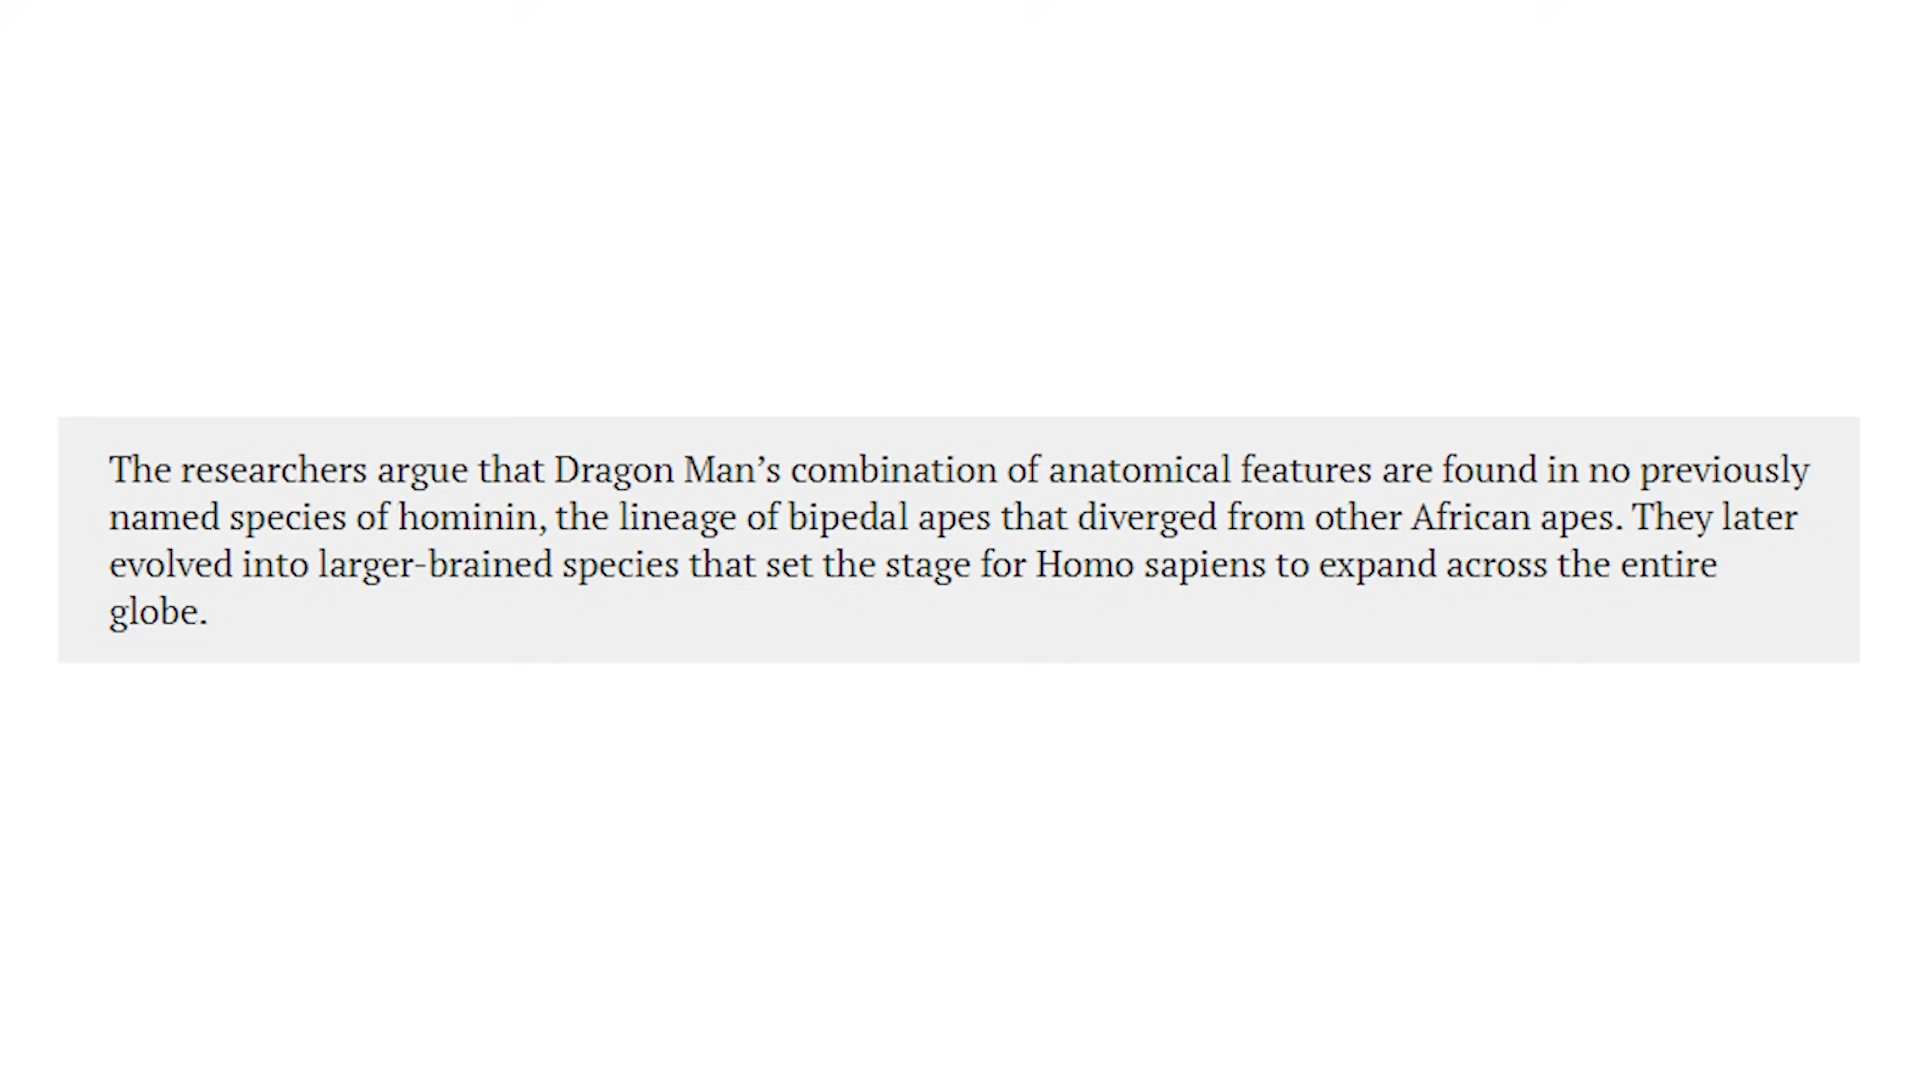 The researchers argue that Dragon Man’s combination of anatomical features are found in no previously
named species of hominin, the lineage of bipedal apes that diverged from other African apes. They later
evolved into larger-brained species that set the stage for Homo sapiens to expand across the entire
globe.